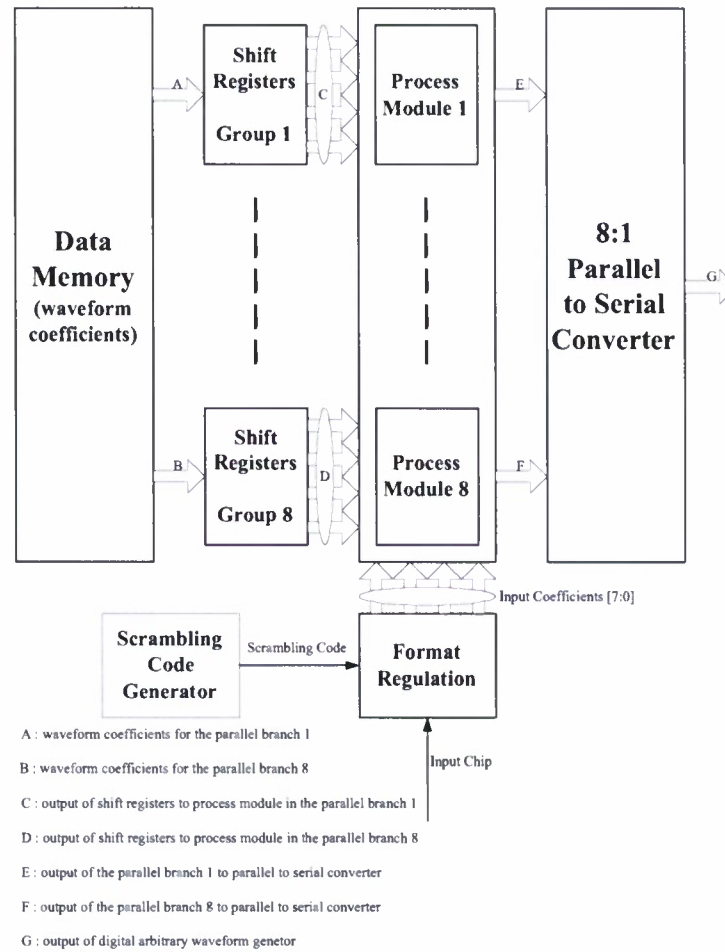 Shift
Registers
Group 1
A
C
Process
Module 1
E
Data
Memory
(waveform
coefficients)
8:1
Parallel
to Serial
Converter
G
Shift
Registers
Group 8
B
D
Process
Module 8
F
Input Coefficients [7:0]
Scrambling
Code
Generator
Scrambling Code
Format
Regulation
Input Chip
A : waveform coefficients for the parallel branch 1
B : waveform coefficients for the parallel branch 8
C : output of shift registers to process module in the parallel branch 1
D : output of shift registers to process module in the parallel branch 8
E : output of the parallel branch 1 to parallel to serial converter
F : output of the parallel branch 8 to parallel to serial converter
G : output of digital arbitrary waveform genetor